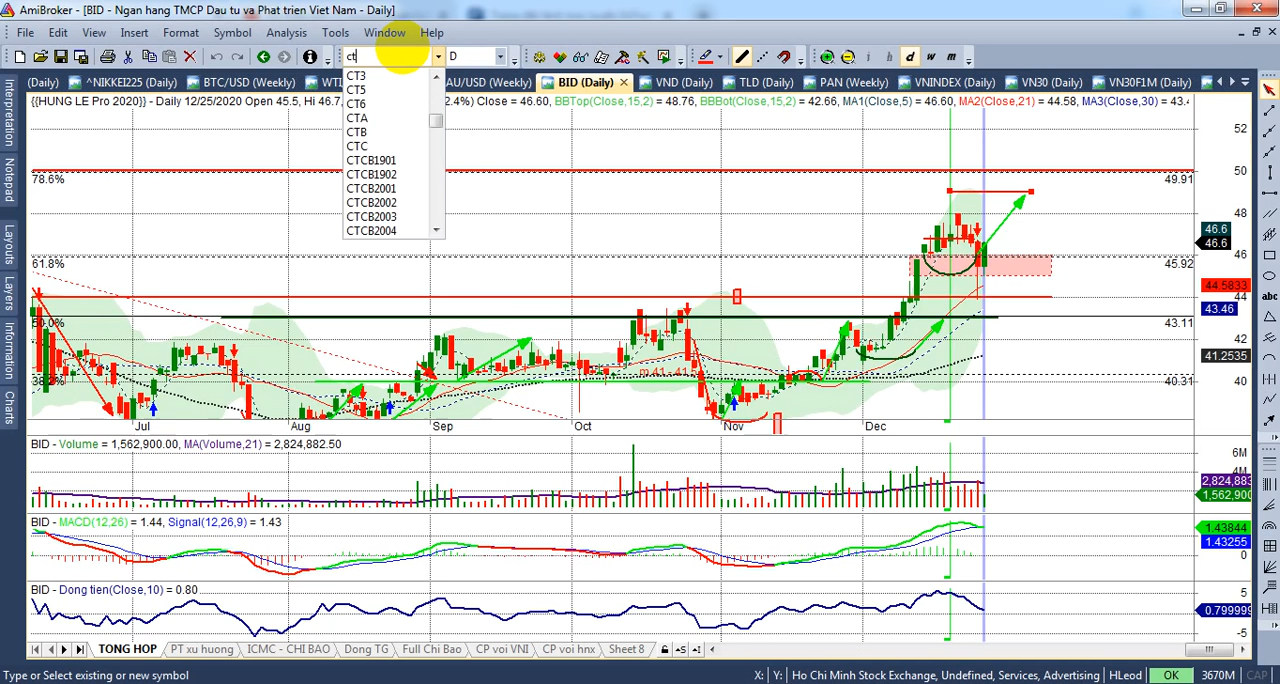 AmiBroker - [BID - Ngan hang TMCP Dau tu va Phat trien Viet Nam - Daily]
File Edit View Insert Format Symbol Analysis Tools Window Help
ct D
d w m
(Daily) ^NIKKEI225 (Daily) BTC/USD (Weekly) WTI AU/USD (Weekly) BID (Daily) VND (Daily) TLD (Daily) PAN (Weekly) VNINDEX (Daily) VN30 (Daily) VN30F1M (Daily)
{{HUNG LE Pro 2020}} - Daily 12/25/2020 Open 45.5, Hi 46.7, 2.4%) Close = 46.60, BBTop(Close,15,2) = 48.76, BBBot(Close,15,2) = 42.66, MA1(Close,5) = 46.60, MA2(Close,21) = 44.58, MA3(Close,30) = 43.4
CT3
CT5
CT6
CTA
CTB
CTC
CTCB1901
CTCB1902
CTCB2001
CTCB2002
CTCB2003
CTCB2004
Interpretation
Notepad
Layouts
Layers
Information
Charts
abc
52
50
78.6% 49.91
48
46.6
46.6
46
61.8% 45.92
44.5833
44
43.46
50.0% 43.11
42
41.2535
m 41 - 41
38.2% 40.31
40
Jul Aug Sep Oct Nov Dec
BID - Volume = 1,562,900.00, MA(Volume,21) = 2,824,882.50
6M
4M
2,824,883
1,562,900
BID - MACD(12,26) = 1.44, Signal(12,26,9) = 1.43
1.43844
1.43255
0
BID - Dong tien(Close,10) = 0.80
5
0.799999
-5
TONG HOP PT xu huong ICMC - CHI BAO Dong TG Full Chi Bao CP voi VNI CP voi hnx Sheet 8
Type or Select existing or new symbol X: Y: Ho Chi Minh Stock Exchange, Undefined, Services, Advertising HLeod OK 3670M CAP